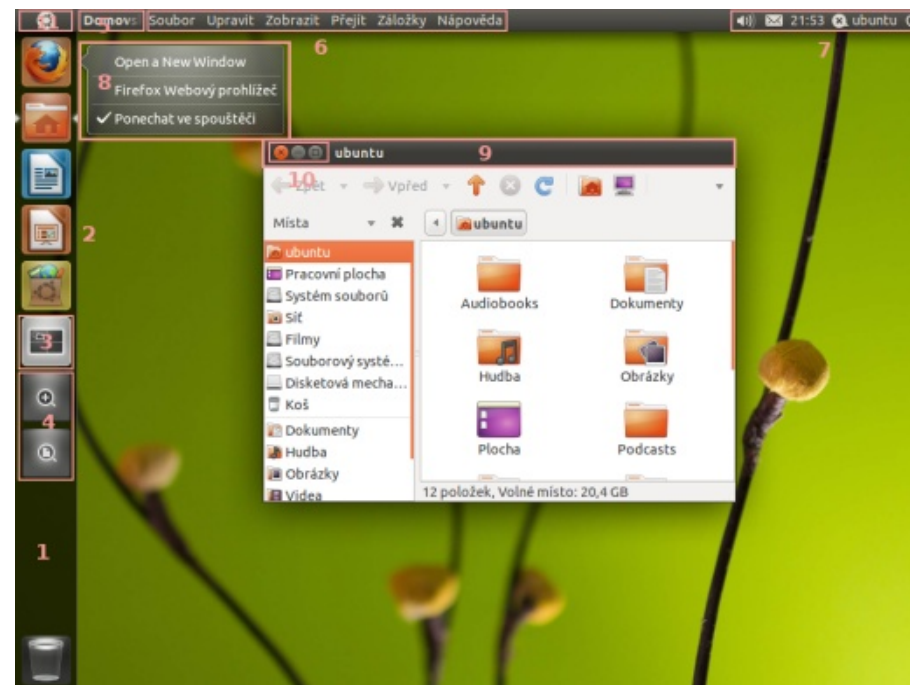 Domovs Soubor Upravit Zobrazit Přejít Záložky Nápověda 21:53 ubuntu
5
6
7
Open a New Window
8 Firefox Webový prohlížeč
Ponechat ve spouštěči
ubuntu 9
10
Zpět Vpřed
2
Místa ubuntu
ubuntu
Pracovní plocha
Systém souborů
Síť
Filmy
Souborový systé...
Disketová mecha...
Koš
Dokumenty
Hudba
Obrázky
Videa
Audiobooks Dokumenty
Hudba Obrázky
Plocha Podcasts
12 položek, Volné místo: 20,4 GB
3
4
1